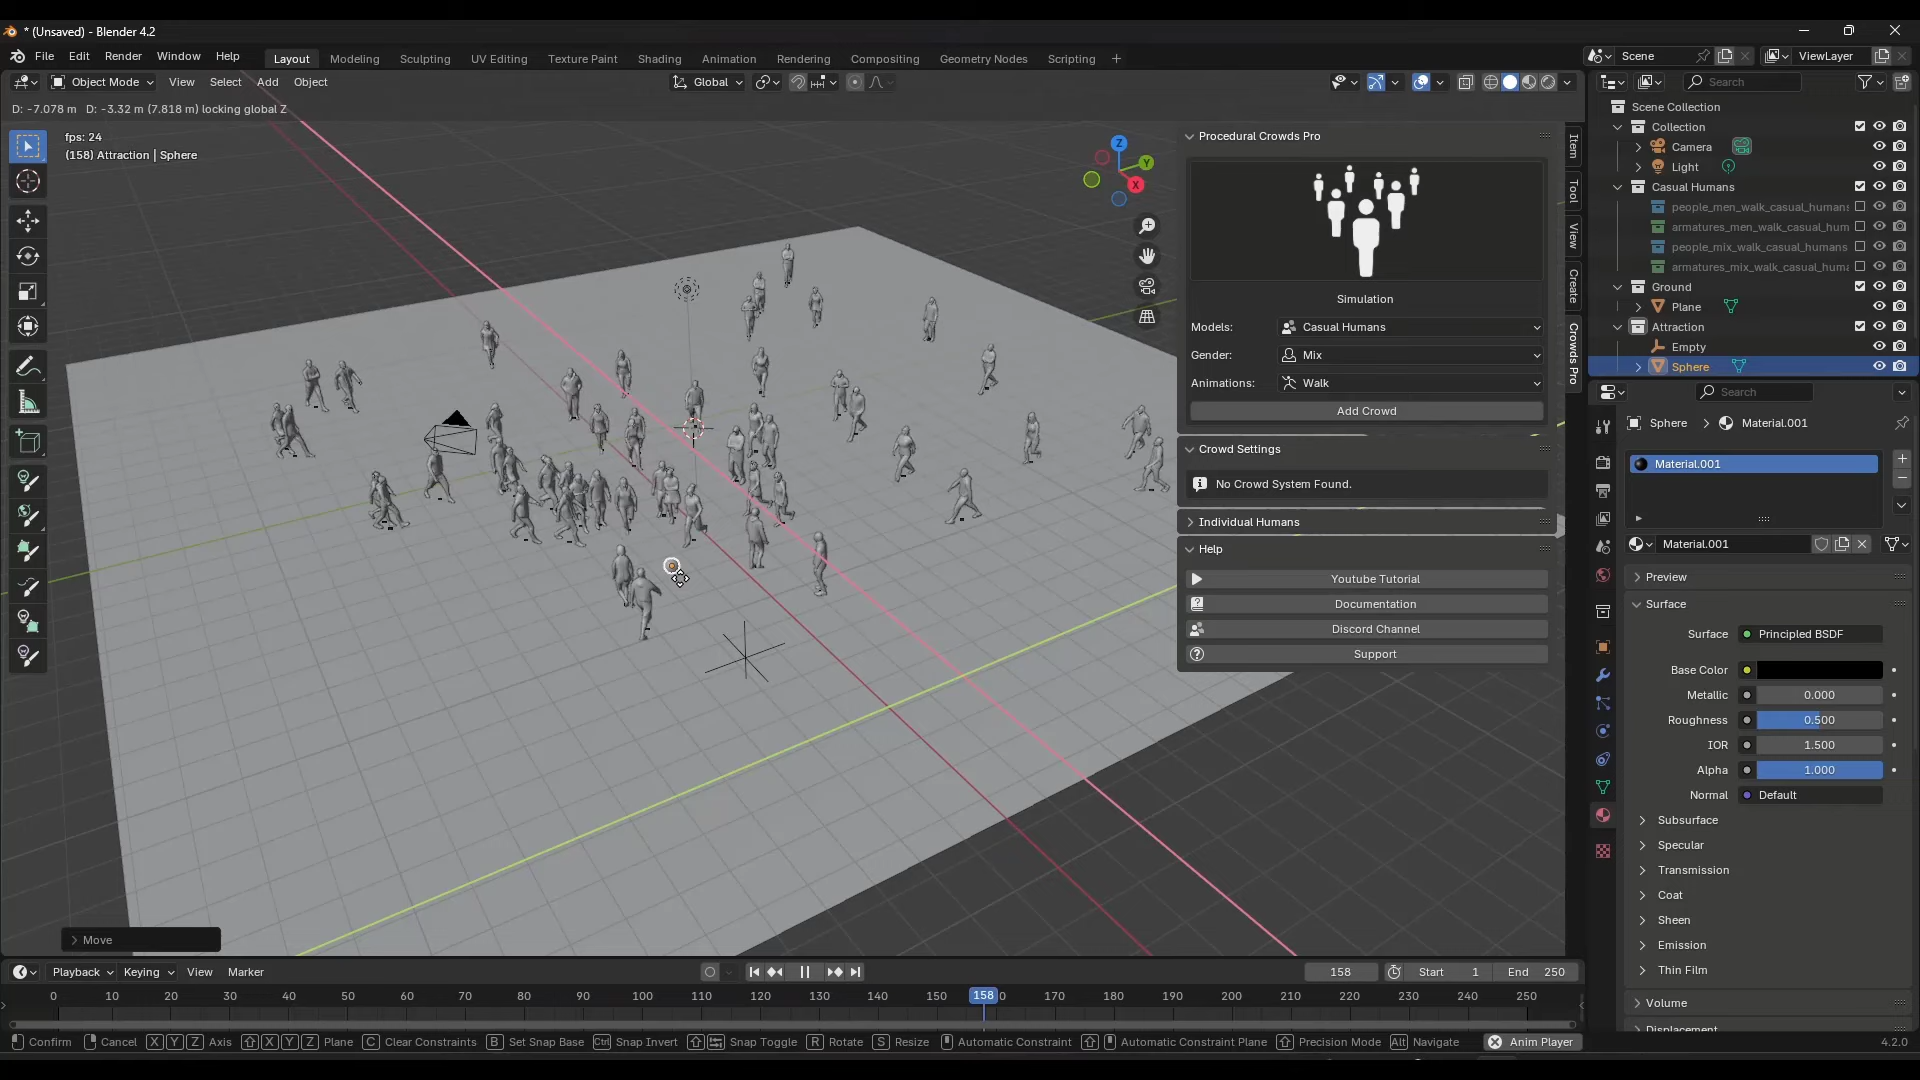 * (Unsaved) - Blender 4.2
File Edit Render Window Help
Layout Modeling Sculpting UV Editing Texture Paint Shading Animation Rendering Compositing Geometry Nodes Scripting +
Scene
ViewLayer
Object Mode View Select Add Object
Global
Search
D: -7.078 m D: -3.32 m (7.818 m) locking global Z
fps: 24
(158) Attraction | Sphere
Z
Y
X
Item
Tool
View
Create
Crowds Pro
Procedural Crowds Pro
Simulation
Models: Casual Humans
Gender: Mix
Animations: Walk
Add Crowd
Crowd Settings
No Crowd System Found.
Individual Humans
Help
Youtube Tutorial
Documentation
Discord Channel
Support
Scene Collection
Collection
Camera
Light
Casual Humans
people_men_walk_casual_humans
armatures_men_walk_casual_hum
people_mix_walk_casual_humans
armatures_mix_walk_casual_huma
Ground
Plane
Attraction
Empty
Sphere
Search
Sphere > Material.001
Material.001
Material.001
Preview
Surface
Surface Principled BSDF
Base Color
Metallic 0.000
Roughness 0.500
IOR 1.500
Alpha 1.000
Normal Default
Subsurface
Specular
Transmission
Coat
Sheen
Emission
Thin Film
Volume
Displacement
Move
Playback Keying View Marker
158 Start 1 End 250
0 10 20 30 40 50 60 70 80 90 100 110 120 130 140 150 158 0 170 180 190 200 210 220 230 240 250
Confirm Cancel X Y Z Axis X Y Z Plane C Clear Constraints B Set Snap Base Ctrl Snap Invert Snap Toggle R Rotate S Resize Automatic Constraint Automatic Constraint Plane Precision Mode Alt Navigate Anim Player 4.2.0